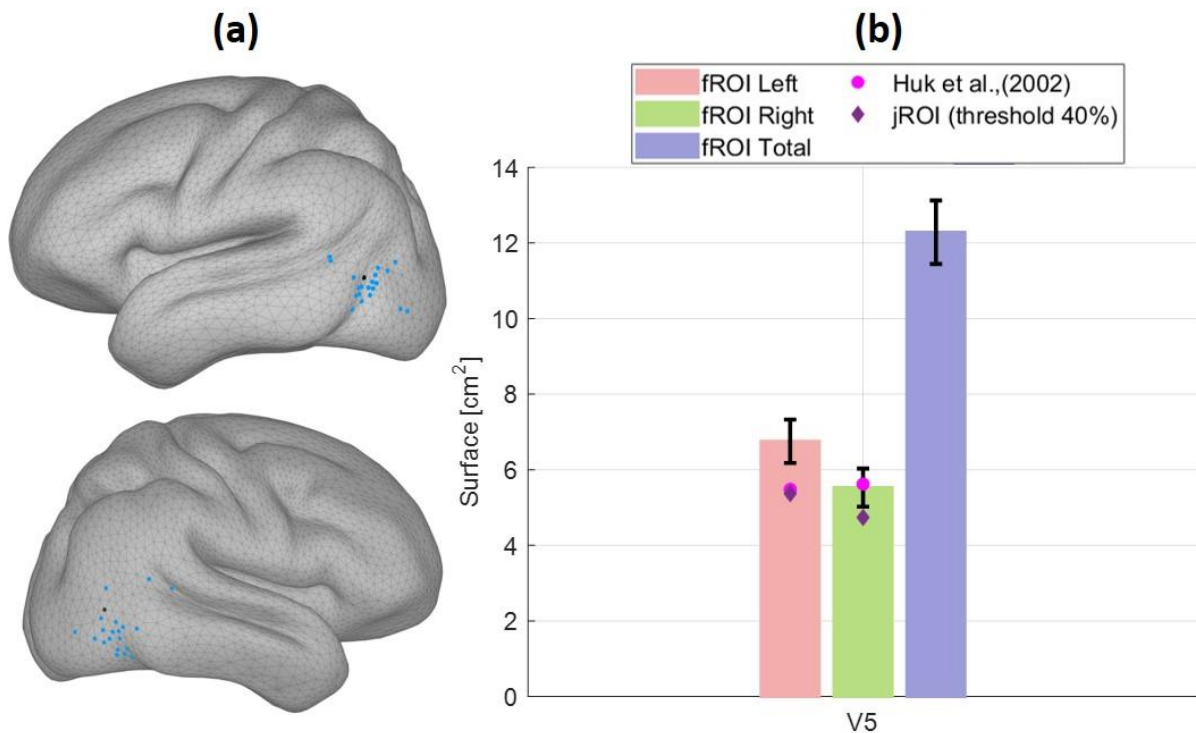 (a)
(b)
fROI Left
fROI Right
fROI Total
Huk et al.,(2002)
jROI (threshold 40%)
Surface [cm²]
14
12
10
8
6
4
2
0
V5